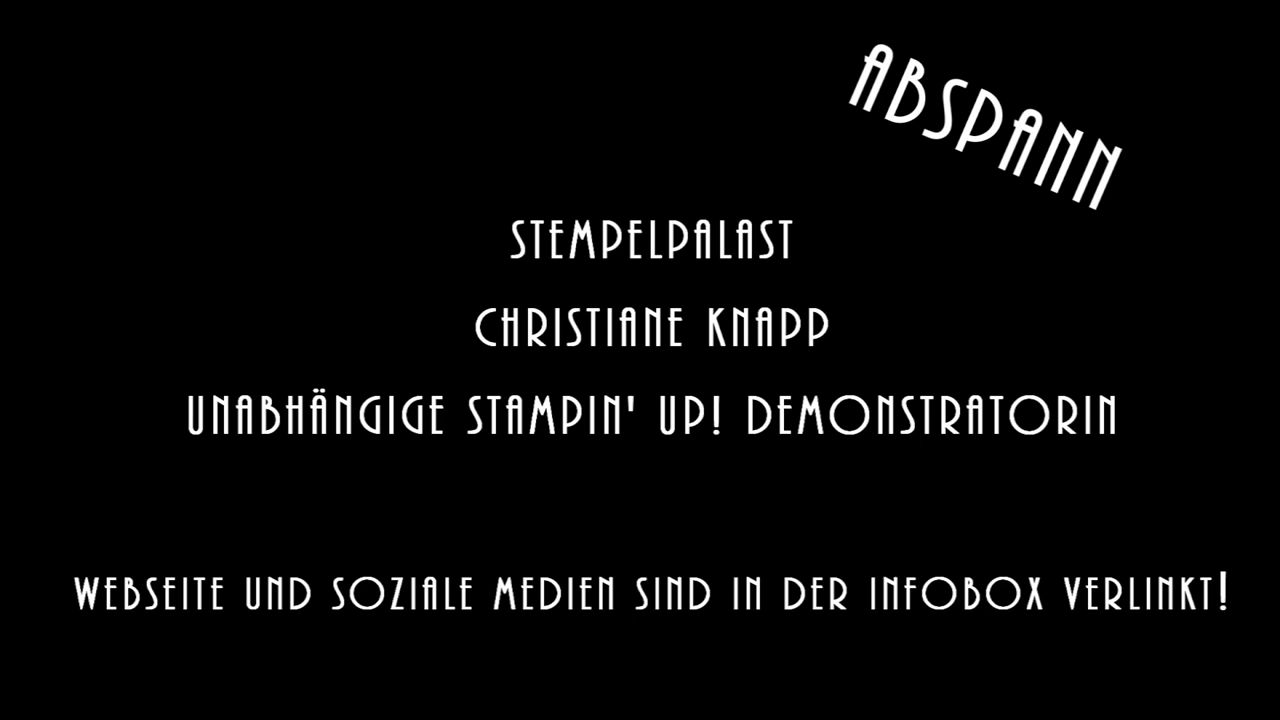 ABSPANN
STEMPELPALAST
CHRISTIANE KNAPP
UNABHÄNGIGE STAMPIN' UP! DEMONSTRATORIN
WEBSEITE UND SOZIALE MEDIEN SIND IN DER INFOBOX VERLINKT!